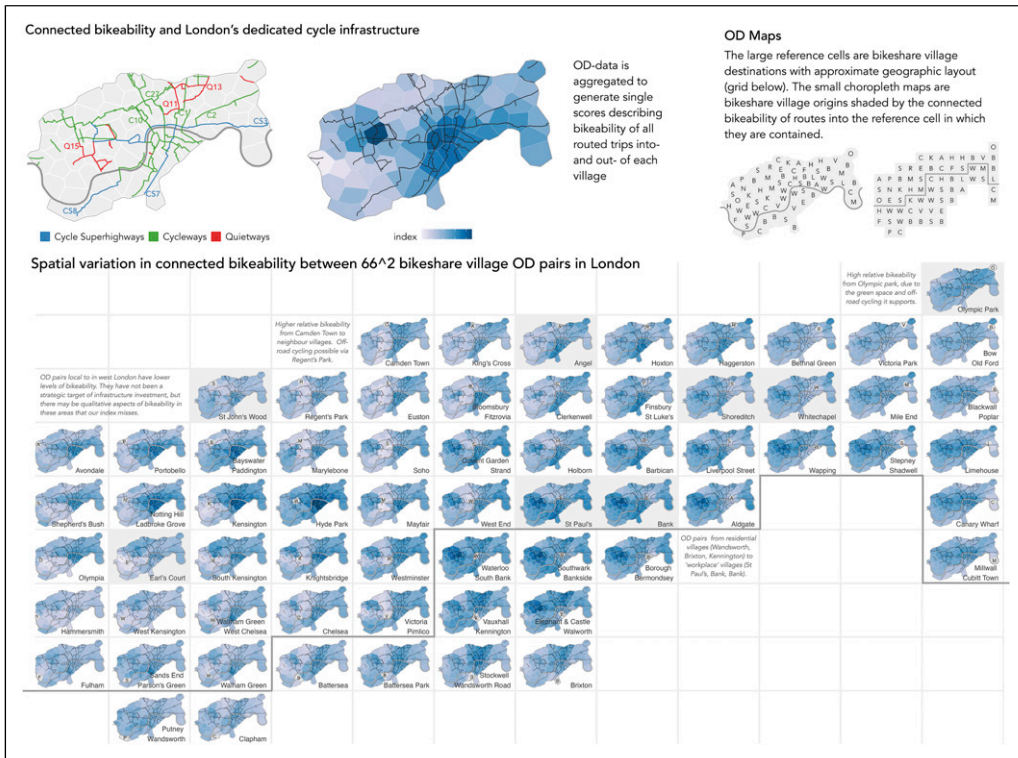 Connected bikeability and London's dedicated cycle infrastructure
Q13
Q11
C27
C10
C1
C2
CS3
Q15
CS8
CS7
Cycle Superhighways
Cycleways
Quietways
index
OD-data is
aggregated to
generate single
scores describing
bikeability of all
routed trips into-
and out- of each
village
OD Maps
The large reference cells are bikeshare village
destinations with approximate geographic layout
(grid below). The small choropleth maps are
bikeshare village origins shaded by the connected
bikeability of routes into the reference cell in which
they are contained.
O
C K A H H B V B
S R E B C F S W M B
A P B M S C H B L W S L
S N K H M W S B A C
O E S K W W S B M
H W W C V V E
F S W B B S B
P C
Spatial variation in connected bikeability between 66^2 bikeshare village OD pairs in London
High relative bikeability
from Olympic park, due to
the green space and off-
road cycling it supports.
Olympic Park
Higher relative bikeability
from Camden Town to
neighbour villages. Off-
road cycling possible via
Regent's Park.
Camden Town
King's Cross
Angel
Hoxton
Haggerston
Bethnal Green
Victoria Park
Bow
Old Ford
OD pairs local to in west London have lower
levels of bikeability. They have not been a
strategic target of infrastructure investment, but
there may be qualitative aspects of bikeability in
these areas that our index misses.
St John's Wood
Regent's Park
Euston
Bloomsbury
Fitzrovia
Clerkenwell
Finsbury
St Luke's
Shoreditch
Whitechapel
Mile End
Blackwall
Poplar
Avondale
Portobello
Bayswater
Paddington
Marylebone
Soho
Covent Garden
Strand
Holborn
Barbican
Liverpool Street
Wapping
Stepney
Shadwell
Limehouse
Shepherd's Bush
Notting Hill
Ladbroke Grove
Kensington
Hyde Park
Mayfair
West End
St Paul's
Bank
Aldgate
Canary Wharf
Olympia
Earl's Court
South Kensington
Knightsbridge
Westminster
Waterloo
South Bank
Southwark
Bankside
Borough
Bermondsey
OD pairs from residential
villages (Wandsworth,
Brixton, Kennington) to
'workplace' villages (St
Paul's, Bank, Bank).
Millwall
Cubitt Town
Hammersmith
West Kensington
Walham Green
West Chelsea
Chelsea
Victoria
Pimlico
Vauxhall
Kennington
Elephant & Castle
Walworth
Fulham
Sands End
Parson's Green
Walham Green
Battersea
Battersea Park
Stockwell
Wandsworth Road
Brixton
Putney
Wandsworth
Clapham